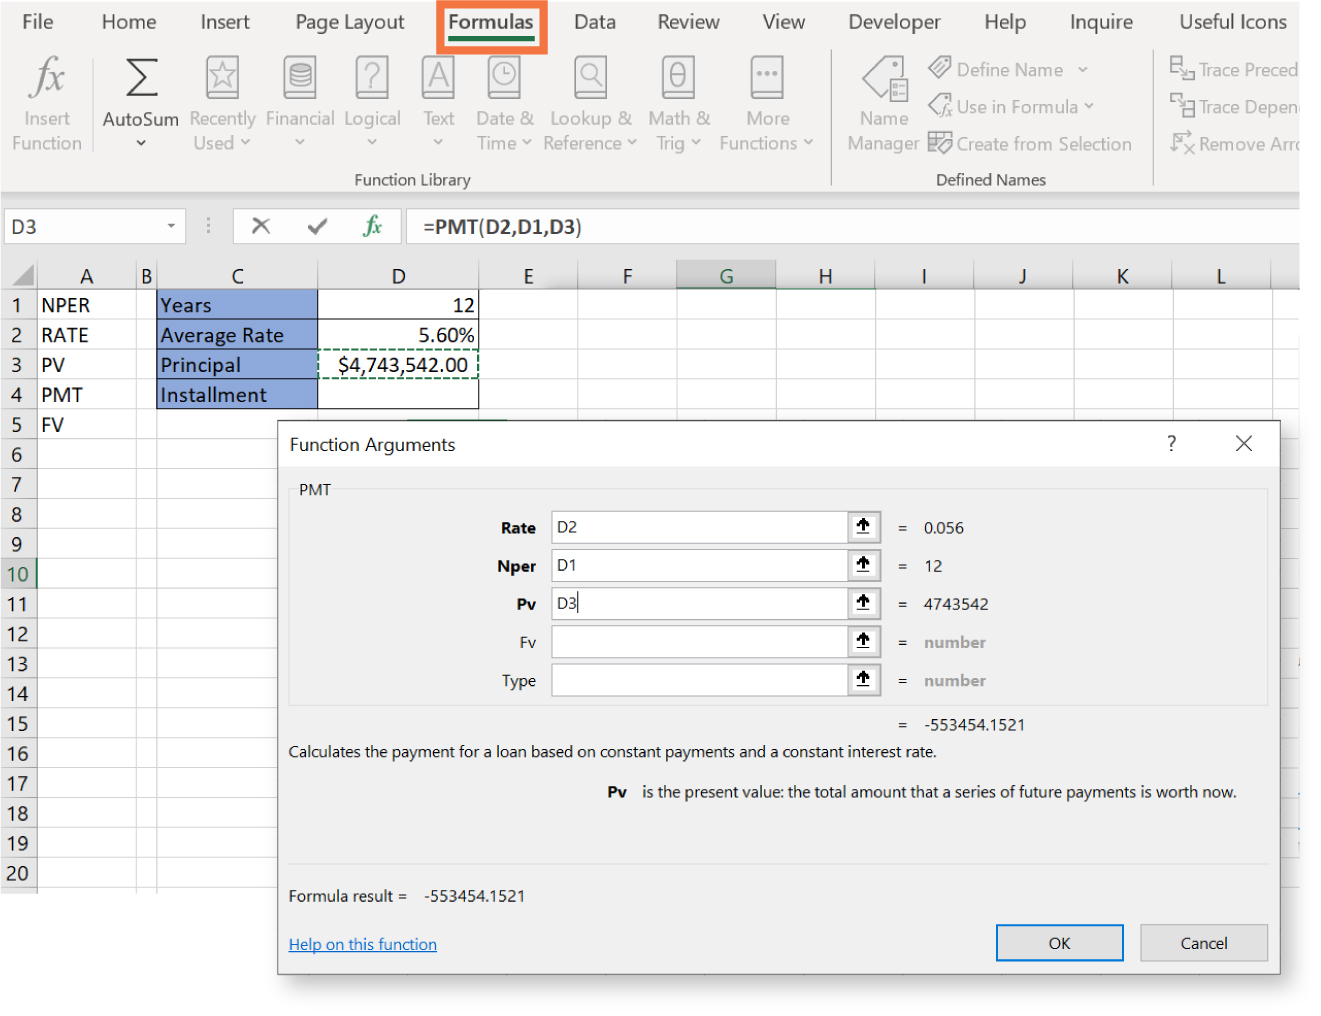 File Home Insert Page Layout Formulas Data Review View Developer Help Inquire Useful Icons
fx Insert Function
AutoSum
Recently Used
Financial
Logical
Text
Date & Time
Lookup & Reference
Math & Trig
More Functions
Function Library
Name Manager
Define Name
Use in Formula
Create from Selection
Defined Names
Trace Preced
Trace Depen
Remove Arro
D3 fx =PMT(D2,D1,D3)
A B C D E F G H I J K L
1 NPER Years 12
2 RATE Average Rate 5.60%
3 PV Principal $4,743,542.00
4 PMT Installment
5 FV
6
7
8
9
10
11
12
13
14
15
16
17
18
19
20
Function Arguments ?
PMT
Rate D2 = 0.056
Nper D1 = 12
Pv D3 = 4743542
Fv = number
Type = number
= -553454.1521
Calculates the payment for a loan based on constant payments and a constant interest rate.
Pv is the present value: the total amount that a series of future payments is worth now.
Formula result = -553454.1521
Help on this function
OK Cancel